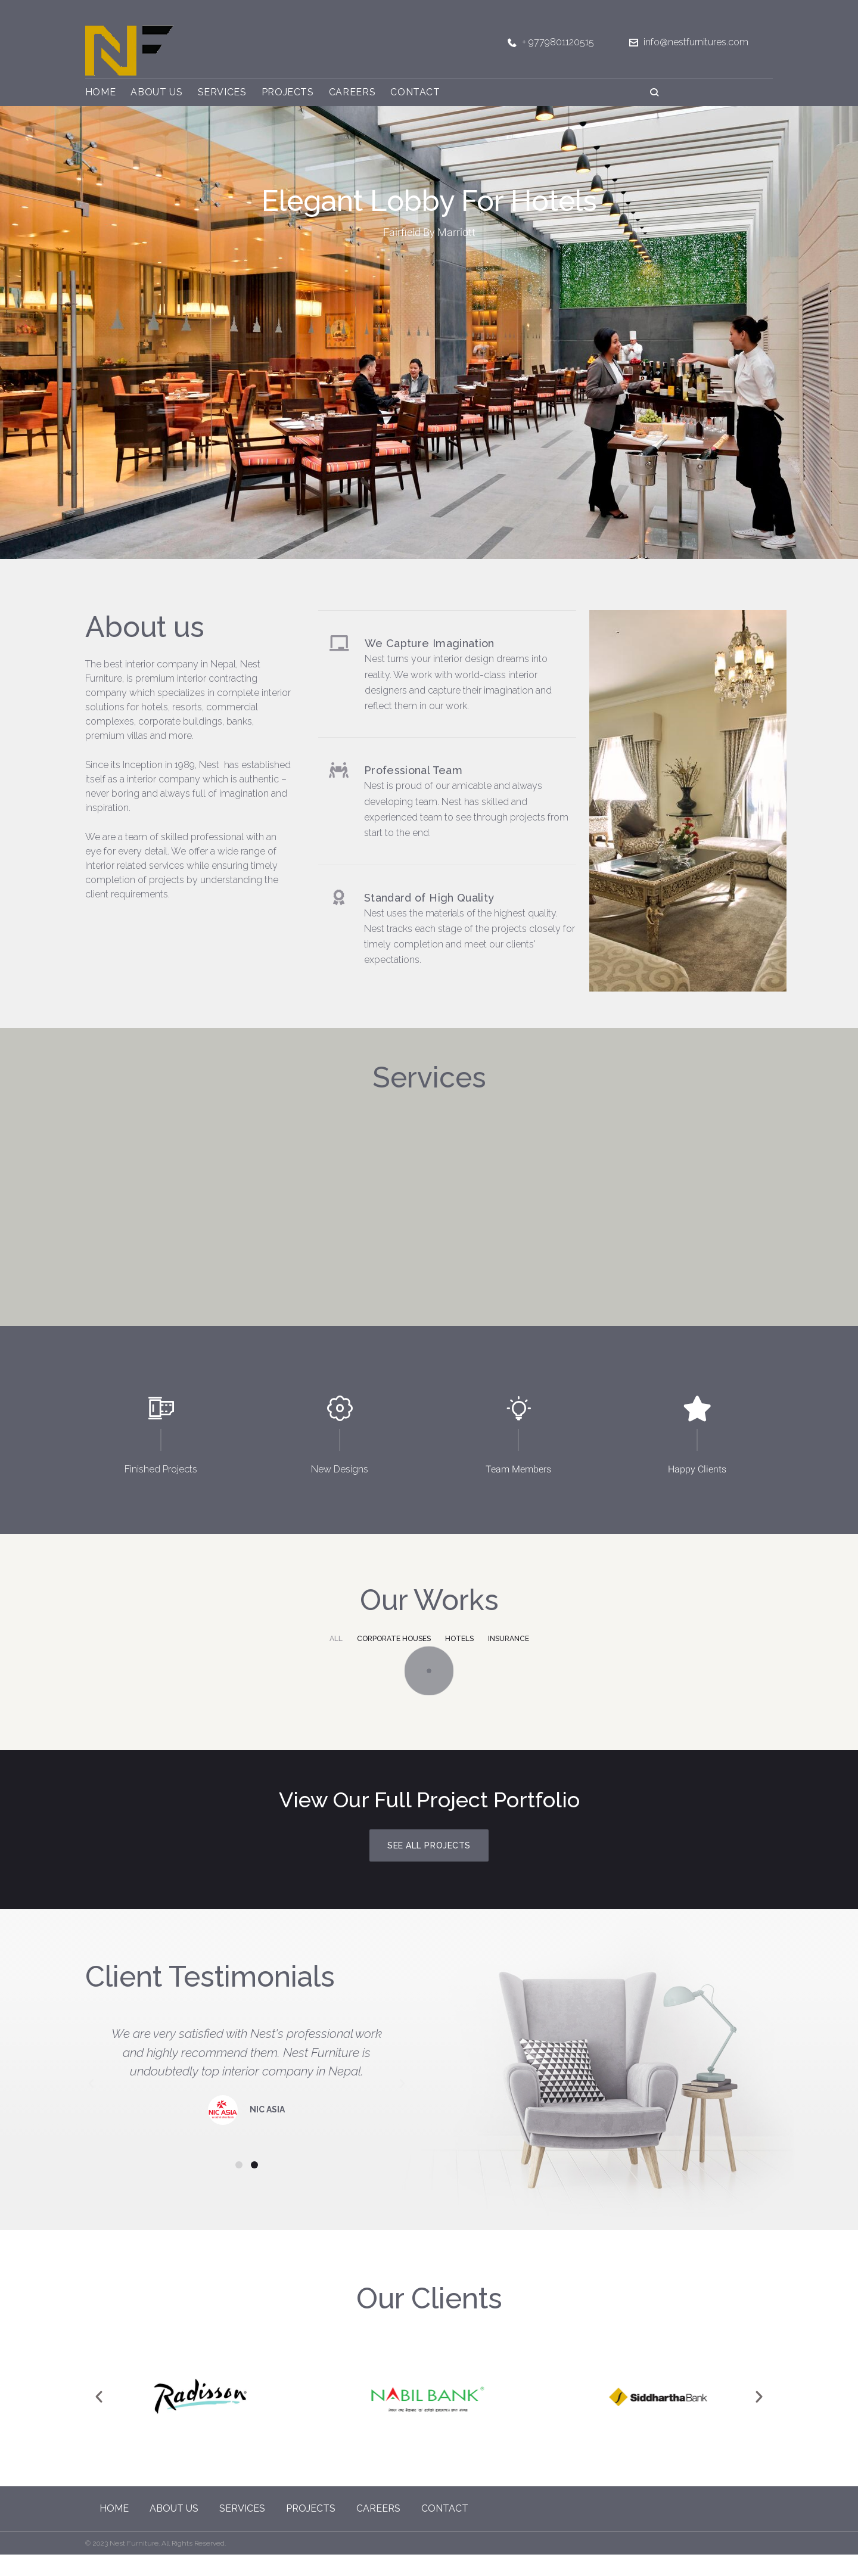 NF
+ 9779801120515
info@nestfurnitures.com
HOME ABOUT US SERVICES PROJECTS CAREERS CONTACT
Elegant Lobby For Hotels
Fairfield By Marriott
About us
The best interior company in Nepal, Nest
Furniture, is premium interior contracting
company which specializes in complete interior
solutions for hotels, resorts, commercial
complexes, corporate buildings, banks,
premium villas and more.
Since its Inception in 1989, Nest has established
itself as a interior company which is authentic –
never boring and always full of imagination and
inspiration.
We are a team of skilled professional with an
eye for every detail. We offer a wide range of
Interior related services while ensuring timely
completion of projects by understanding the
client requirements.
We Capture Imagination
Nest turns your interior design dreams into
reality. We work with world-class interior
designers and capture their imagination and
reflect them in our work.
Professional Team
Nest is proud of our amicable and always
developing team. Nest has skilled and
experienced team to see through projects from
start to the end.
Standard of High Quality
Nest uses the materials of the highest quality.
Nest tracks each stage of the projects closely for
timely completion and meet our clients'
expectations.
Services
Finished Projects
New Designs
Team Members
Happy Clients
Our Works
ALL CORPORATE HOUSES HOTELS INSURANCE
View Our Full Project Portfolio
SEE ALL PROJECTS
Client Testimonials
We are very satisfied with Nest's professional work
and highly recommend them. Nest Furniture is
undoubtedly top interior company in Nepal.
NIC ASIA
NIC ASIA
Our Clients
Radisson
NABIL BANK
SiddharthaBank
HOME ABOUT US SERVICES PROJECTS CAREERS CONTACT
© 2023 Nest Furniture. All Rights Reserved.